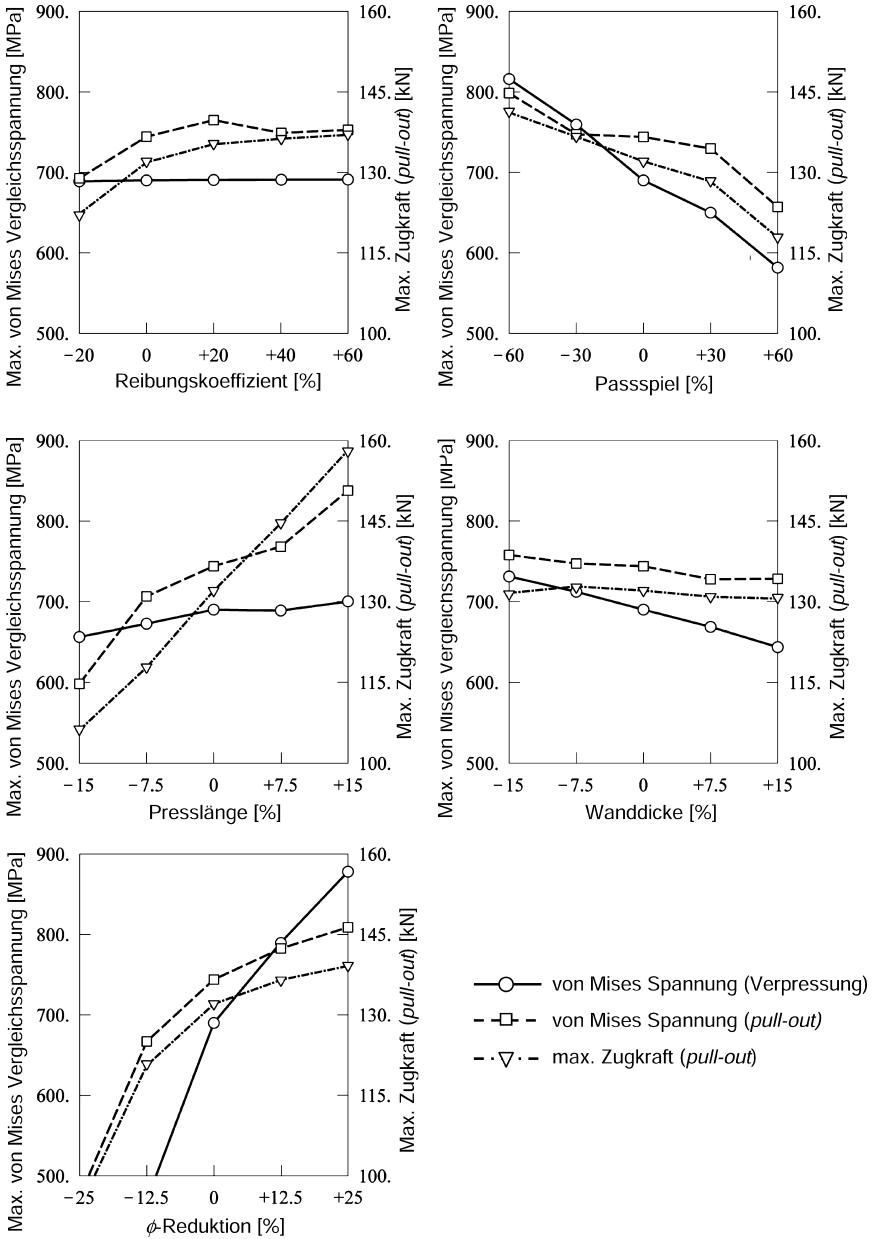 Max. von Mises Vergleichsspannung [MPa]
900.
800.
700.
600.
500.
160.
145.
130.
115.
100.
Max. Zugkraft (pull-out) [kN]
−20 0 +20 +40 +60
Reibungskoeffizient [%]
Max. von Mises Vergleichsspannung [MPa]
900.
800.
700.
600.
500.
160.
145.
130.
115.
100.
Max. Zugkraft (pull-out) [kN]
−60 −30 0 +30 +60
Passspiel [%]
Max. von Mises Vergleichsspannung [MPa]
900.
800.
700.
600.
500.
160.
145.
130.
115.
100.
Max. Zugkraft (pull-out) [kN]
−15 −7.5 0 +7.5 +15
Presslänge [%]
Max. von Mises Vergleichsspannung [MPa]
900.
800.
700.
600.
500.
160.
145.
130.
115.
100.
Max. Zugkraft (pull-out) [kN]
−15 −7.5 0 +7.5 +15
Wanddicke [%]
Max. von Mises Vergleichsspannung [MPa]
900.
800.
700.
600.
500.
160.
145.
130.
115.
100.
Max. Zugkraft (pull-out) [kN]
−25 −12.5 0 +12.5 +25
ϕ-Reduktion [%]
von Mises Spannung (Verpressung)
von Mises Spannung (pull-out)
max. Zugkraft (pull-out)